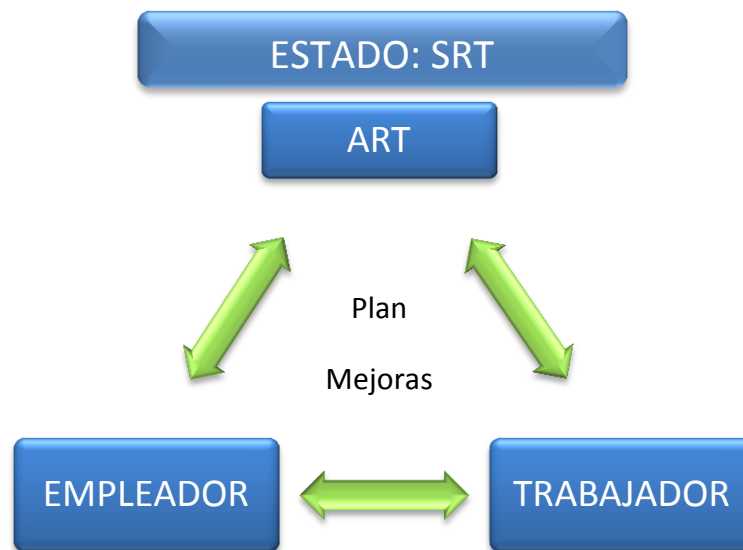 ESTADO: SRT
ART
Plan
Mejoras
EMPLEADOR
TRABAJADOR